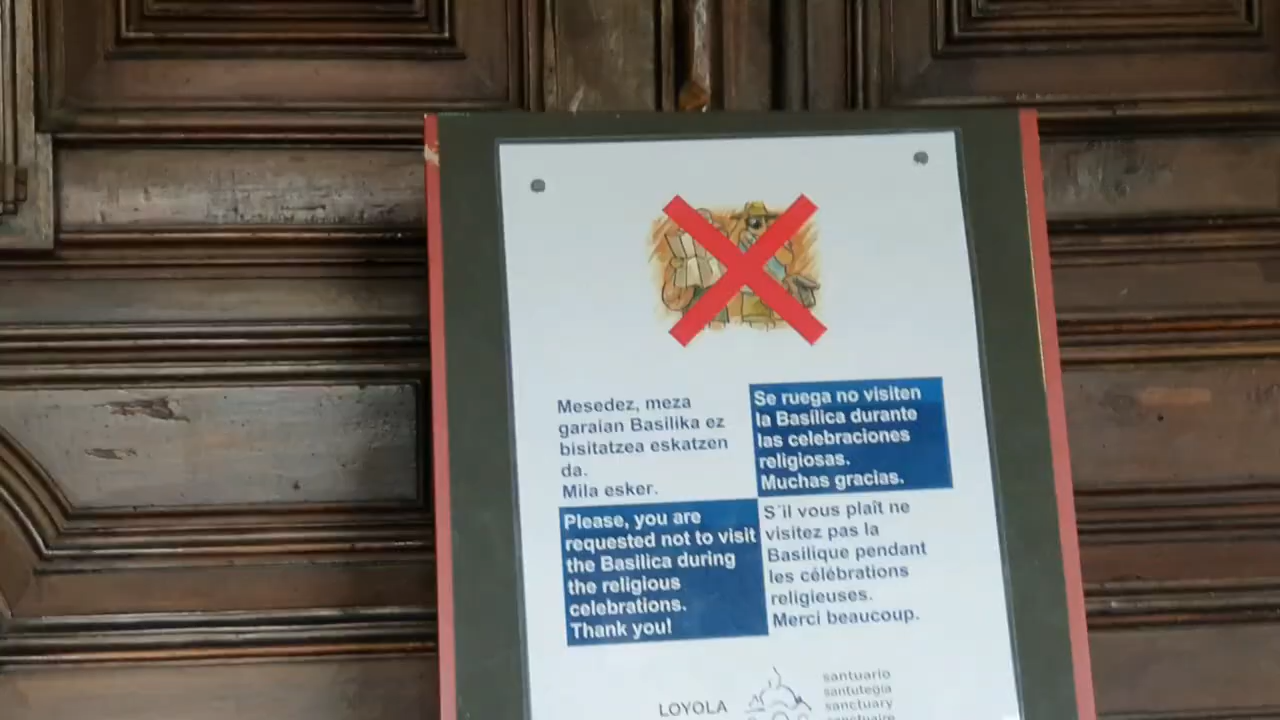 Mesedez, meza
garaian Basilika ez
bisitatzea eskatzen
da.
Mila esker.
Se ruega no visiten
la Basílica durante
las celebraciones
religiosas.
Muchas gracias.
Please, you are
requested not to visit
the Basilica during
the religious
celebrations.
Thank you!
S´il vous plaît ne
visitez pas la
Basilique pendant
les célébrations
religieuses.
Merci beaucoup.
LOYOLA
santuario
santutegia
sanctuary
sanctuaire